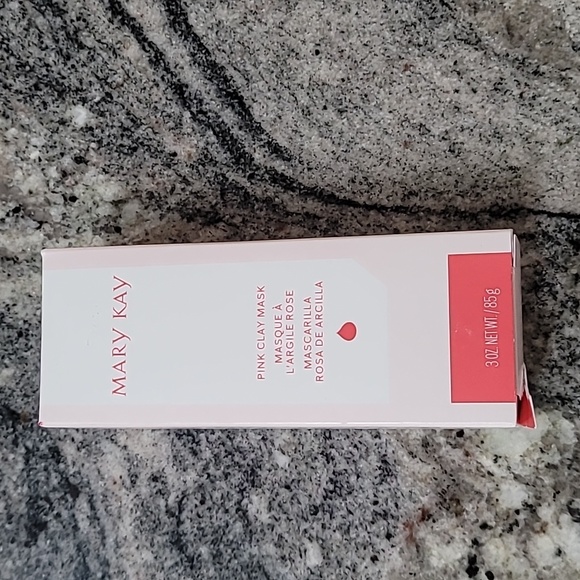 MARY KAY
PINK CLAY MASK
MASQUE À
L'ARGILE ROSE
MASCARILLA
ROSA DE ARCILLA
3 OZ NET WT / 85 g